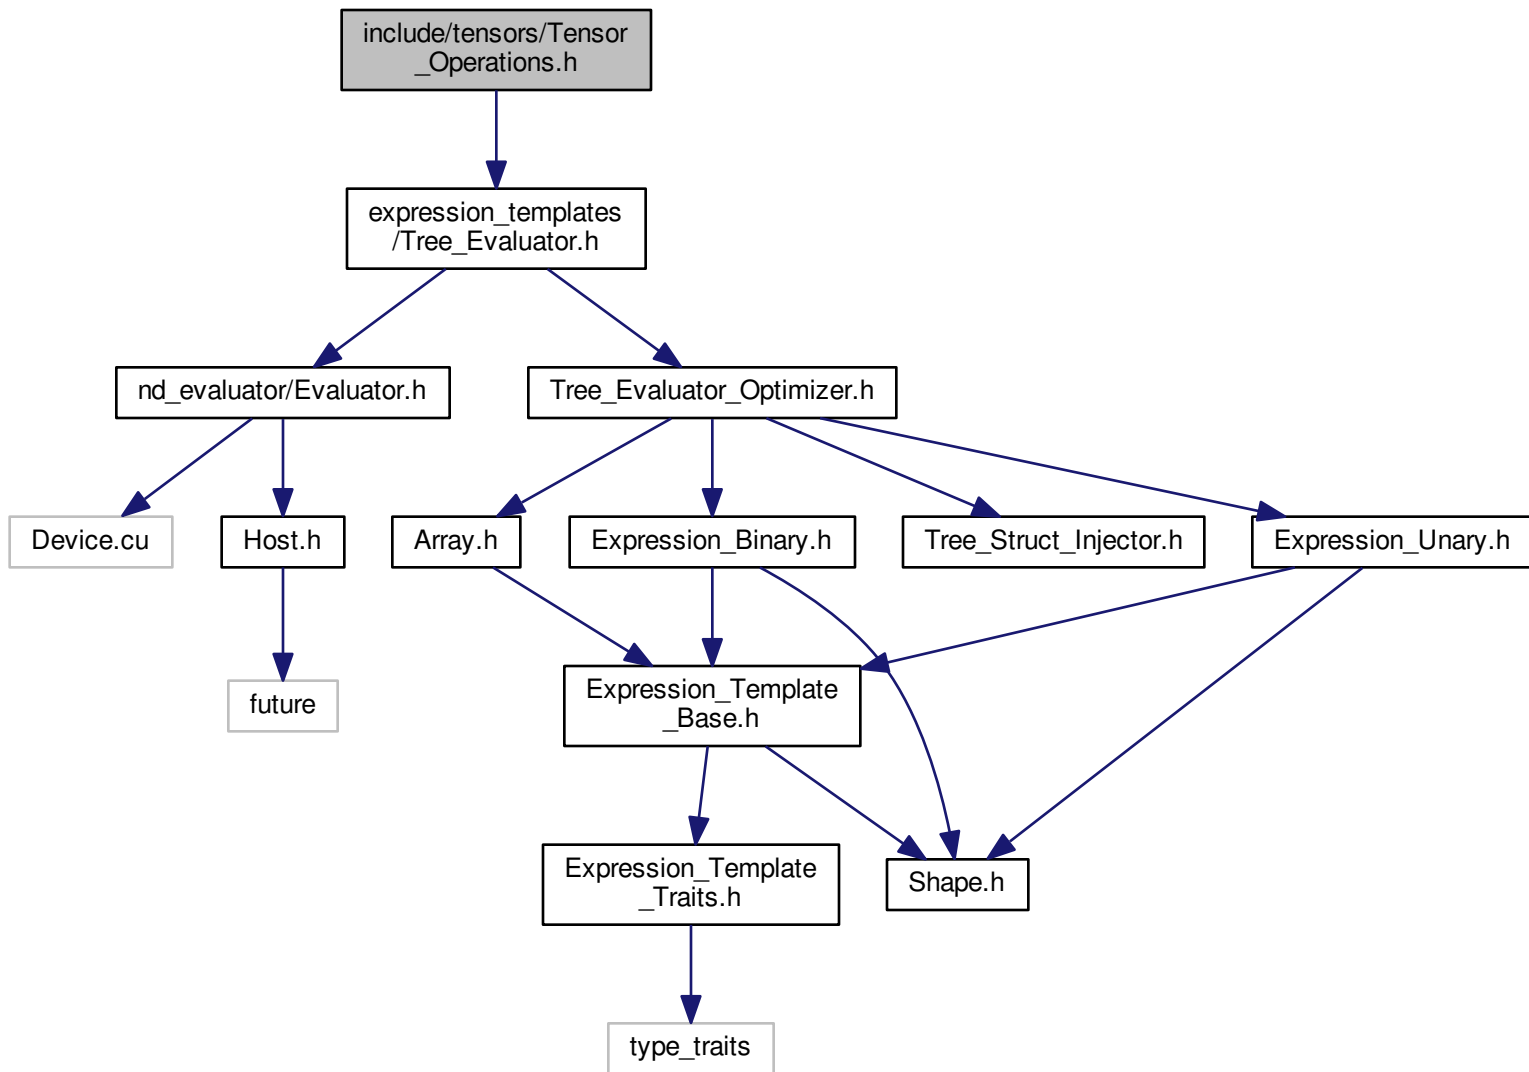 include/tensors/Tensor
_Operations.h
expression_templates
/Tree_Evaluator.h
nd_evaluator/Evaluator.h
Tree_Evaluator_Optimizer.h
Device.cu
Host.h
Array.h
Expression_Binary.h
Tree_Struct_Injector.h
Expression_Unary.h
future
Expression_Template
_Base.h
Expression_Template
_Traits.h
Shape.h
type_traits